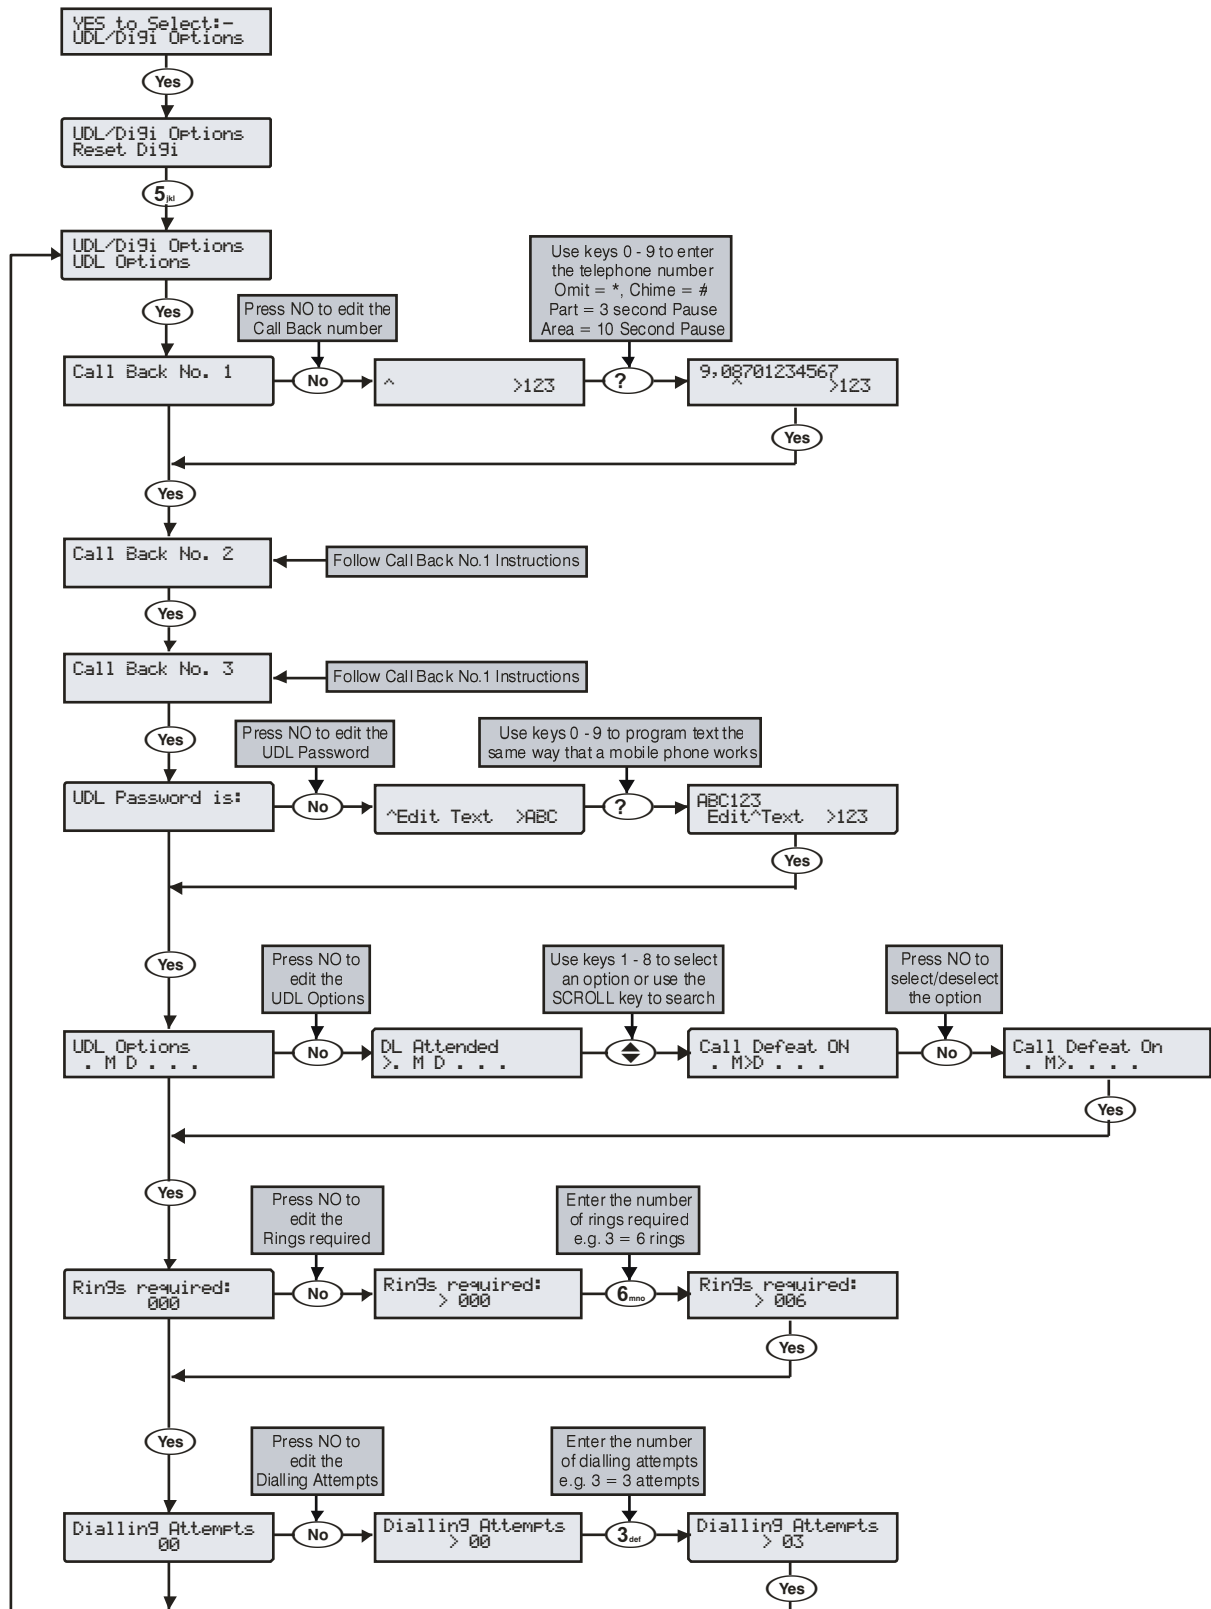 YES to Select:-
UDL/Digi Options
Yes
UDL/Digi Options
Reset Digi
5 jkl
UDL/Digi Options
UDL Options
Yes
Press NO to edit the
Call Back number
Use keys 0 - 9 to enter
the telephone number
Omit = *, Chime = #
Part = 3 second Pause
Area = 10 Second Pause
Call Back No. 1
No
^ >123
?
9,08701234567
^ >123
Yes
Yes
Call Back No. 2
Follow Call Back No.1 Instructions
Yes
Call Back No. 3
Follow Call Back No.1 Instructions
Yes
Press NO to edit the
UDL Password
Use keys 0 - 9 to program text the
same way that a mobile phone works
UDL Password is:
No
^Edit Text >ABC
?
ABC123
Edit^Text >123
Yes
Yes
Press NO to
edit the
UDL Options
Use keys 1 - 8 to select
an option or use the
SCROLL key to search
Press NO to
select/deselect
the option
UDL Options
. M D . . .
No
DL Attended
>. M D . . .
Call Defeat ON
. M>D . . .
No
Call Defeat On
. M>. . . .
Yes
Yes
Press NO to
edit the
Rings required
Enter the number
of rings required
e.g. 3 = 6 rings
Rings required:
000
No
Rings required:
> 000
6 mno
Rings required:
> 006
Yes
Yes
Press NO to
edit the
Dialling Attempts
Enter the number
of dialling attempts
e.g. 3 = 3 attempts
Dialling Attempts
00
No
Dialling Attempts
> 00
3 def
Dialling Attempts
> 03
Yes